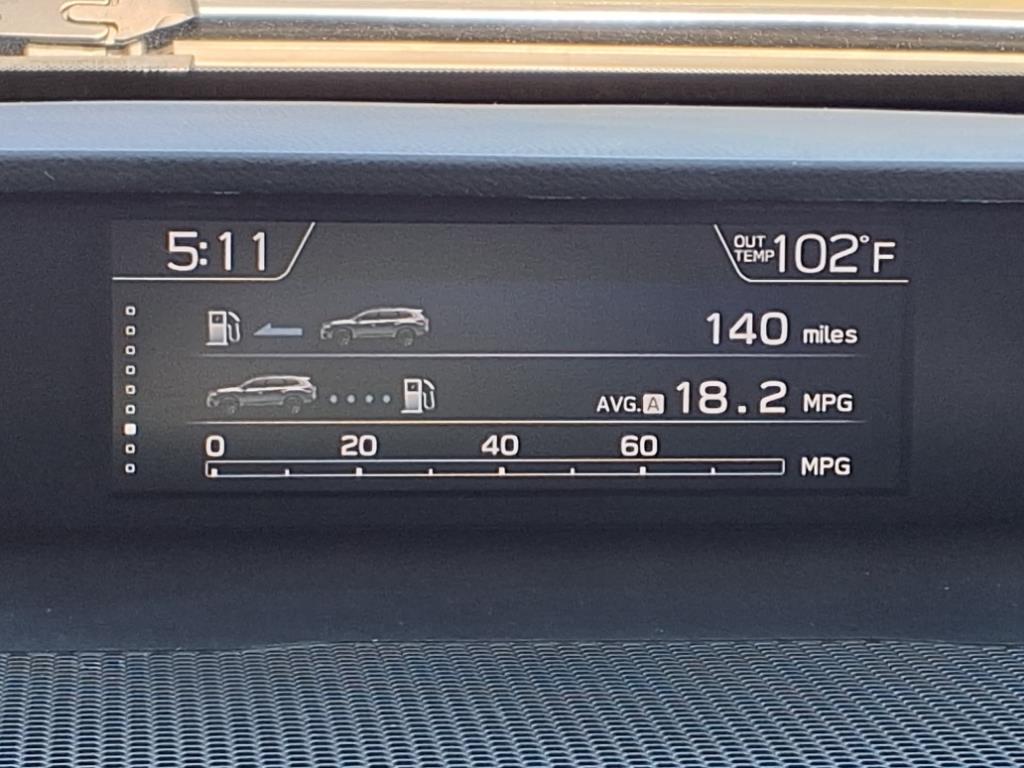 5:11
OUT TEMP 102°F
140 miles
AVG. A 18.2 MPG
0 20 40 60
MPG